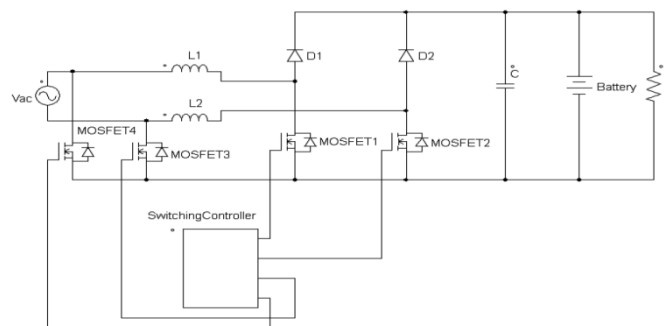 L1
D1
D2
C
Battery
Vac
L2
MOSFET4
MOSFET3
MOSFET1
MOSFET2
SwitchingController